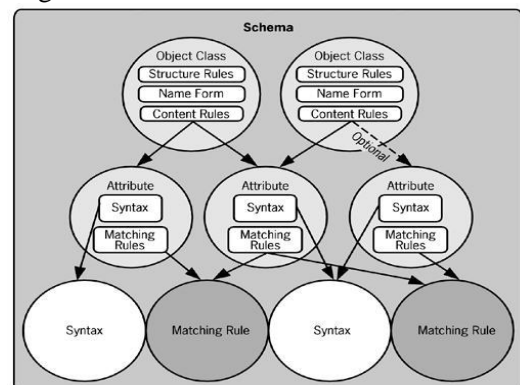 Schema
Object Class
Structure Rules
Name Form
Content Rules
Object Class
Structure Rules
Name Form
Content Rules
Optional
Attribute
Syntax
Matching
Rules
Attribute
Syntax
Matching
Rules
Attribute
Syntax
Matching
Rules
Syntax
Matching Rule
Syntax
Matching Rule